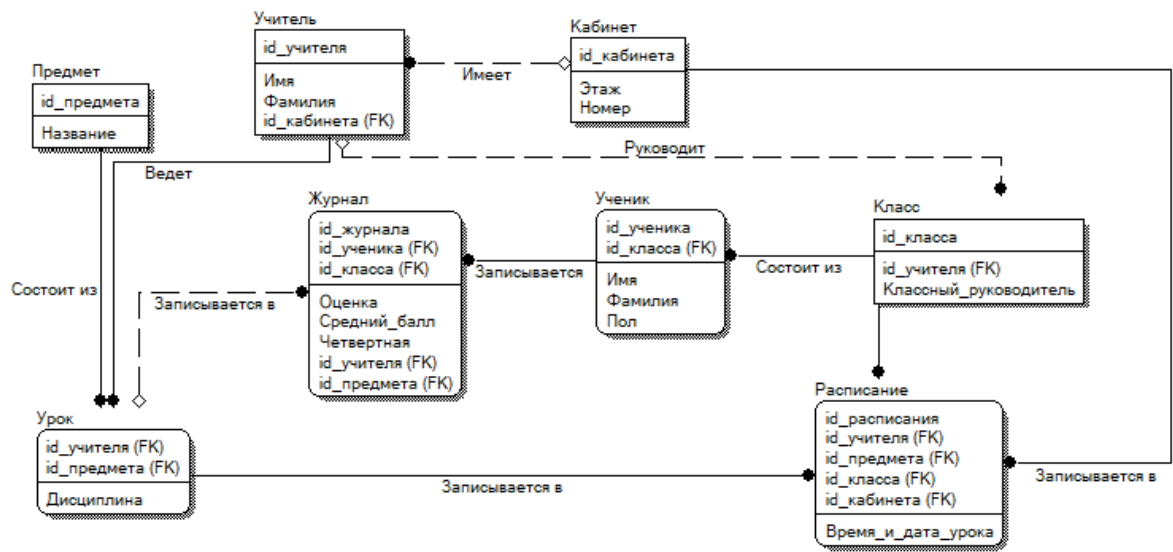 Учитель
id_учителя
Имя
Фамилия
id_кабинета (FK)
Кабинет
id_кабинета
Этаж
Номер
Имеет
Предмет
id_предмета
Название
Ведет
Руководит
Журнал
id_журнала
id_ученика (FK)
id_класса (FK)
Оценка
Средний_балл
Четвертная
id_учителя (FK)
id_предмета (FK)
Ученик
id_ученика
id_класса (FK)
Имя
Фамилия
Пол
Класс
id_класса
id_учителя (FK)
Классный_руководитель
Записывается
Состоит из
Состоит из
Записывается в
Урок
id_учителя (FK)
id_предмета (FK)
Дисциплина
Записывается в
Расписание
id_расписания
id_учителя (FK)
id_предмета (FK)
id_класса (FK)
id_кабинета (FK)
Время_и_дата_урока
Записывается в